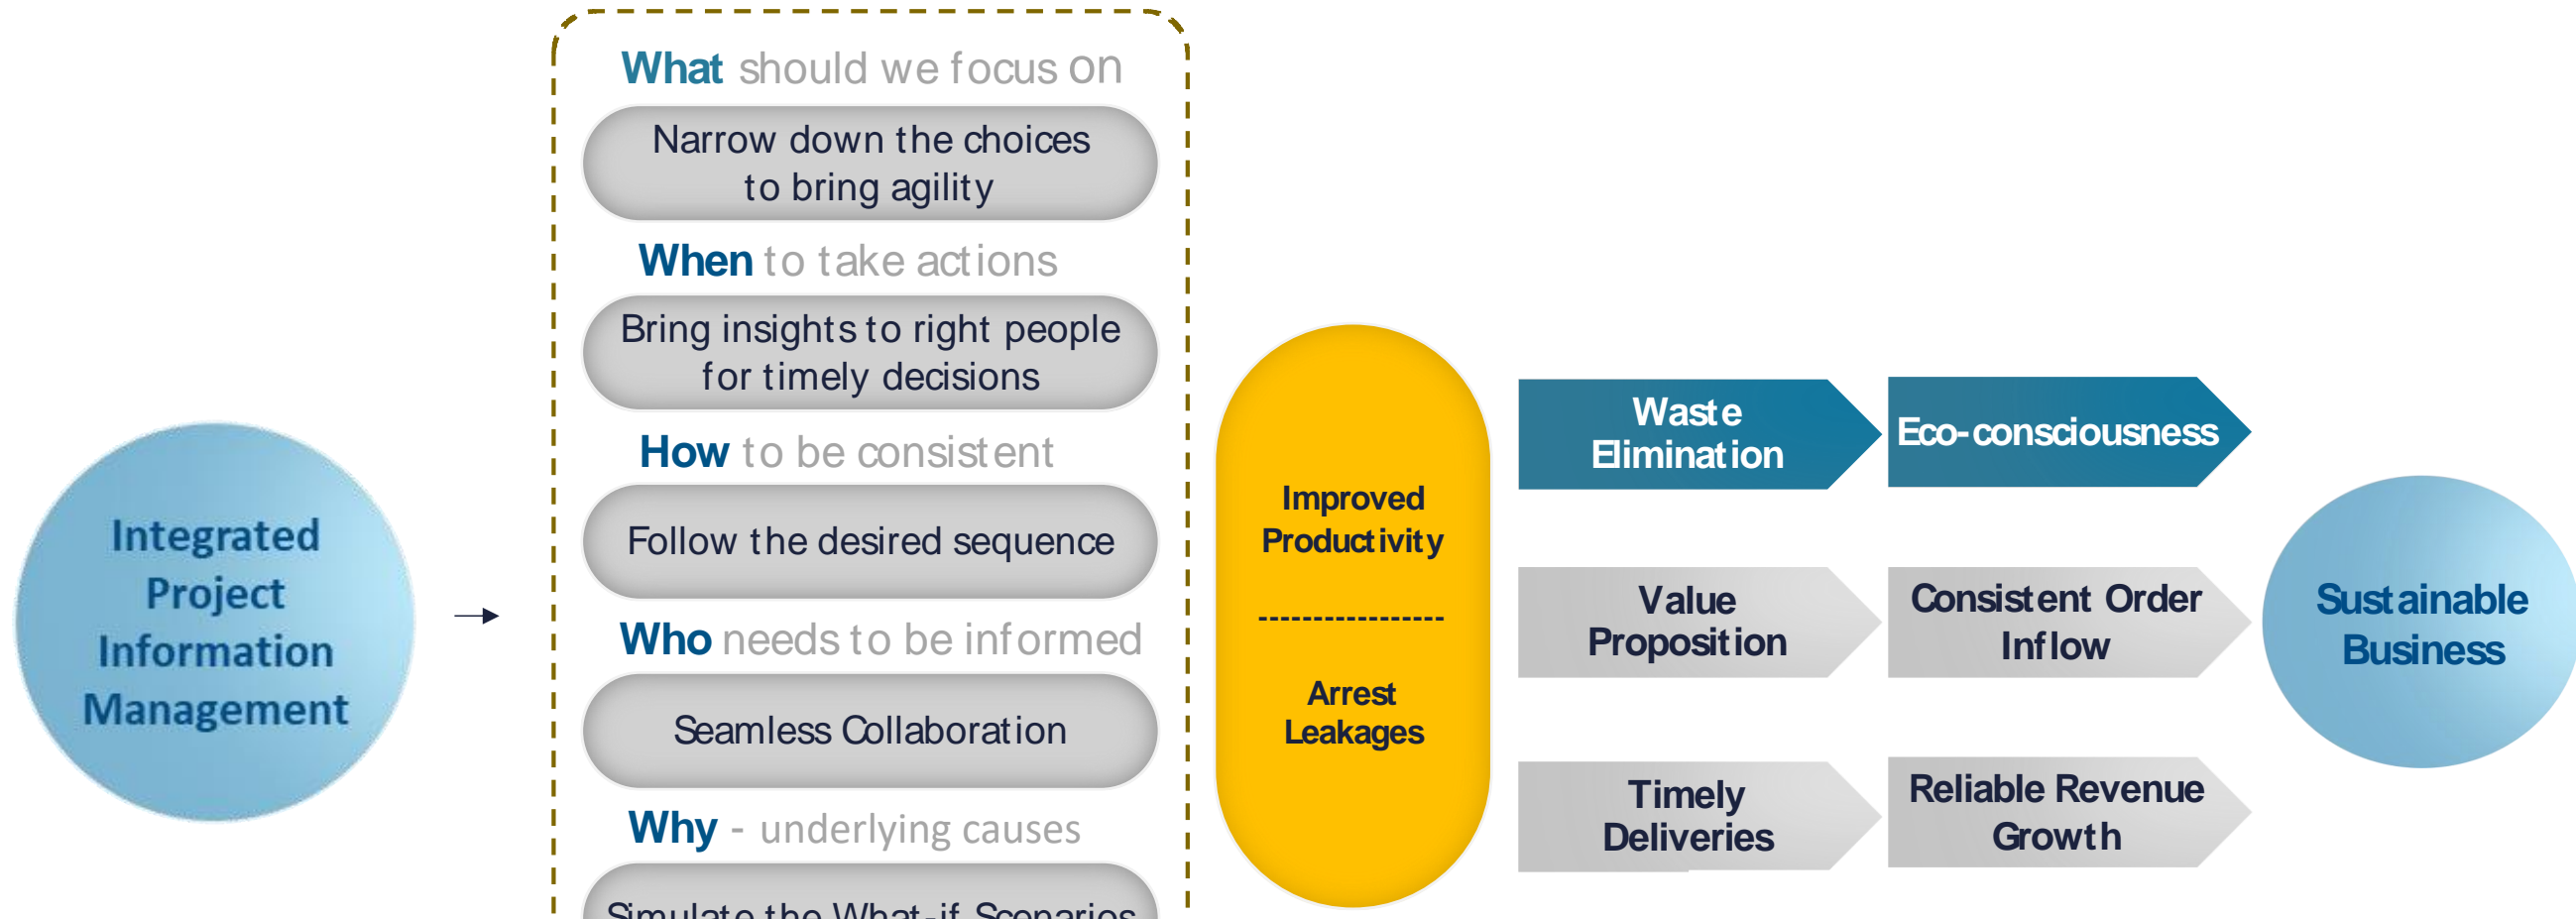 Integrated
Project
Information
Management
What should we focus on
Narrow down the choices
to bring agility
When to take actions
Bring insights to right people
for timely decisions
How to be consistent
Follow the desired sequence
Who needs to be informed
Seamless Collaboration
Why - underlying causes
Simulate the What-if Scenarios
Improved
Productivity
-----------------
Arrest
Leakages
Waste
Elimination
Eco-consciousness
Value
Proposition
Consistent Order
Inflow
Timely
Deliveries
Reliable Revenue
Growth
Sustainable
Business